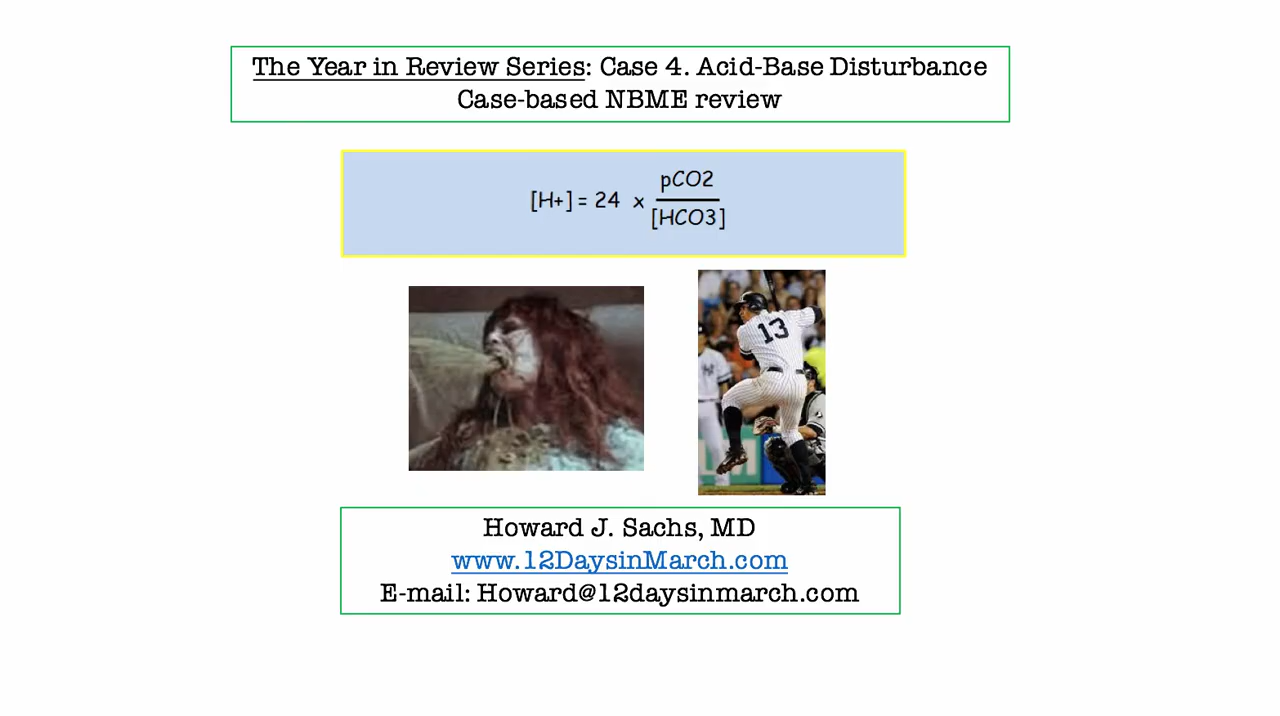 The Year in Review Series: Case 4. Acid-Base Disturbance
Case-based NBME review
[H+] = 24 x pCO2
[HCO3]
13
Howard J. Sachs, MD
www.12DaysinMarch.com
E-mail: Howard@12daysinmarch.com